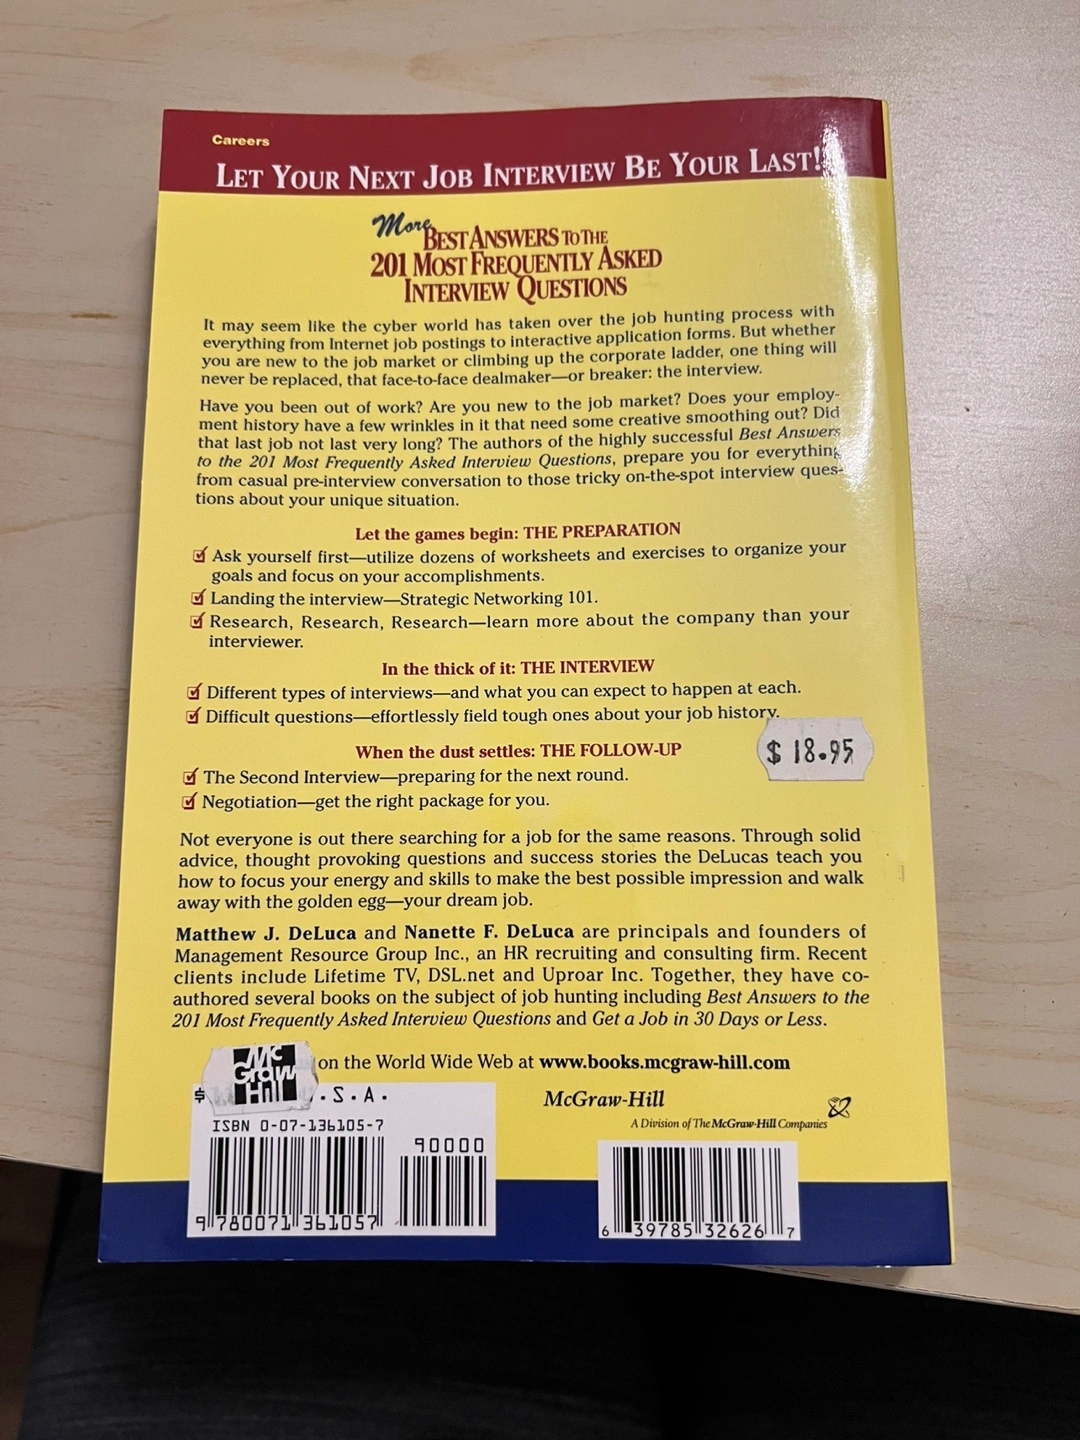 Careers
LET YOUR NEXT JOB INTERVIEW BE YOUR LAST!
More
BEST ANSWERS TO THE
201 MOST FREQUENTLY ASKED
INTERVIEW QUESTIONS
It may seem like the cyber world has taken over the job hunting process with
everything from Internet job postings to interactive application forms. But whether
you are new to the job market or climbing up the corporate ladder, one thing will
never be replaced, that face-to-face dealmaker—or breaker: the interview.
Have you been out of work? Are you new to the job market? Does your employ-
ment history have a few wrinkles in it that need some creative smoothing out? Did
that last job not last very long? The authors of the highly successful Best Answers
to the 201 Most Frequently Asked Interview Questions, prepare you for everything
from casual pre-interview conversation to those tricky on-the-spot interview ques-
tions about your unique situation.
Let the games begin: THE PREPARATION
Ask yourself first—utilize dozens of worksheets and exercises to organize your
goals and focus on your accomplishments.
Landing the interview—Strategic Networking 101.
Research, Research, Research—learn more about the company than your
interviewer.
In the thick of it: THE INTERVIEW
Different types of interviews—and what you can expect to happen at each.
Difficult questions—effortlessly field tough ones about your job history.
$ 18.95
When the dust settles: THE FOLLOW-UP
The Second Interview—preparing for the next round.
Negotiation—get the right package for you.
Not everyone is out there searching for a job for the same reasons. Through solid
advice, thought provoking questions and success stories the DeLucas teach you
how to focus your energy and skills to make the best possible impression and walk
away with the golden egg—your dream job.
Matthew J. DeLuca and Nanette F. DeLuca are principals and founders of
Management Resource Group Inc., an HR recruiting and consulting firm. Recent
clients include Lifetime TV, DSL.net and Uproar Inc. Together, they have co-
authored several books on the subject of job hunting including Best Answers to the
201 Most Frequently Asked Interview Questions and Get a Job in 30 Days or Less.
on the World Wide Web at www.books.mcgraw-hill.com
Mc
Graw
Hill
$ .S.A.
McGraw-Hill
A Division of The McGraw-Hill Companies
ISBN 0-07-136105-7
90000
9 780071 361057
6 39785 32626 7